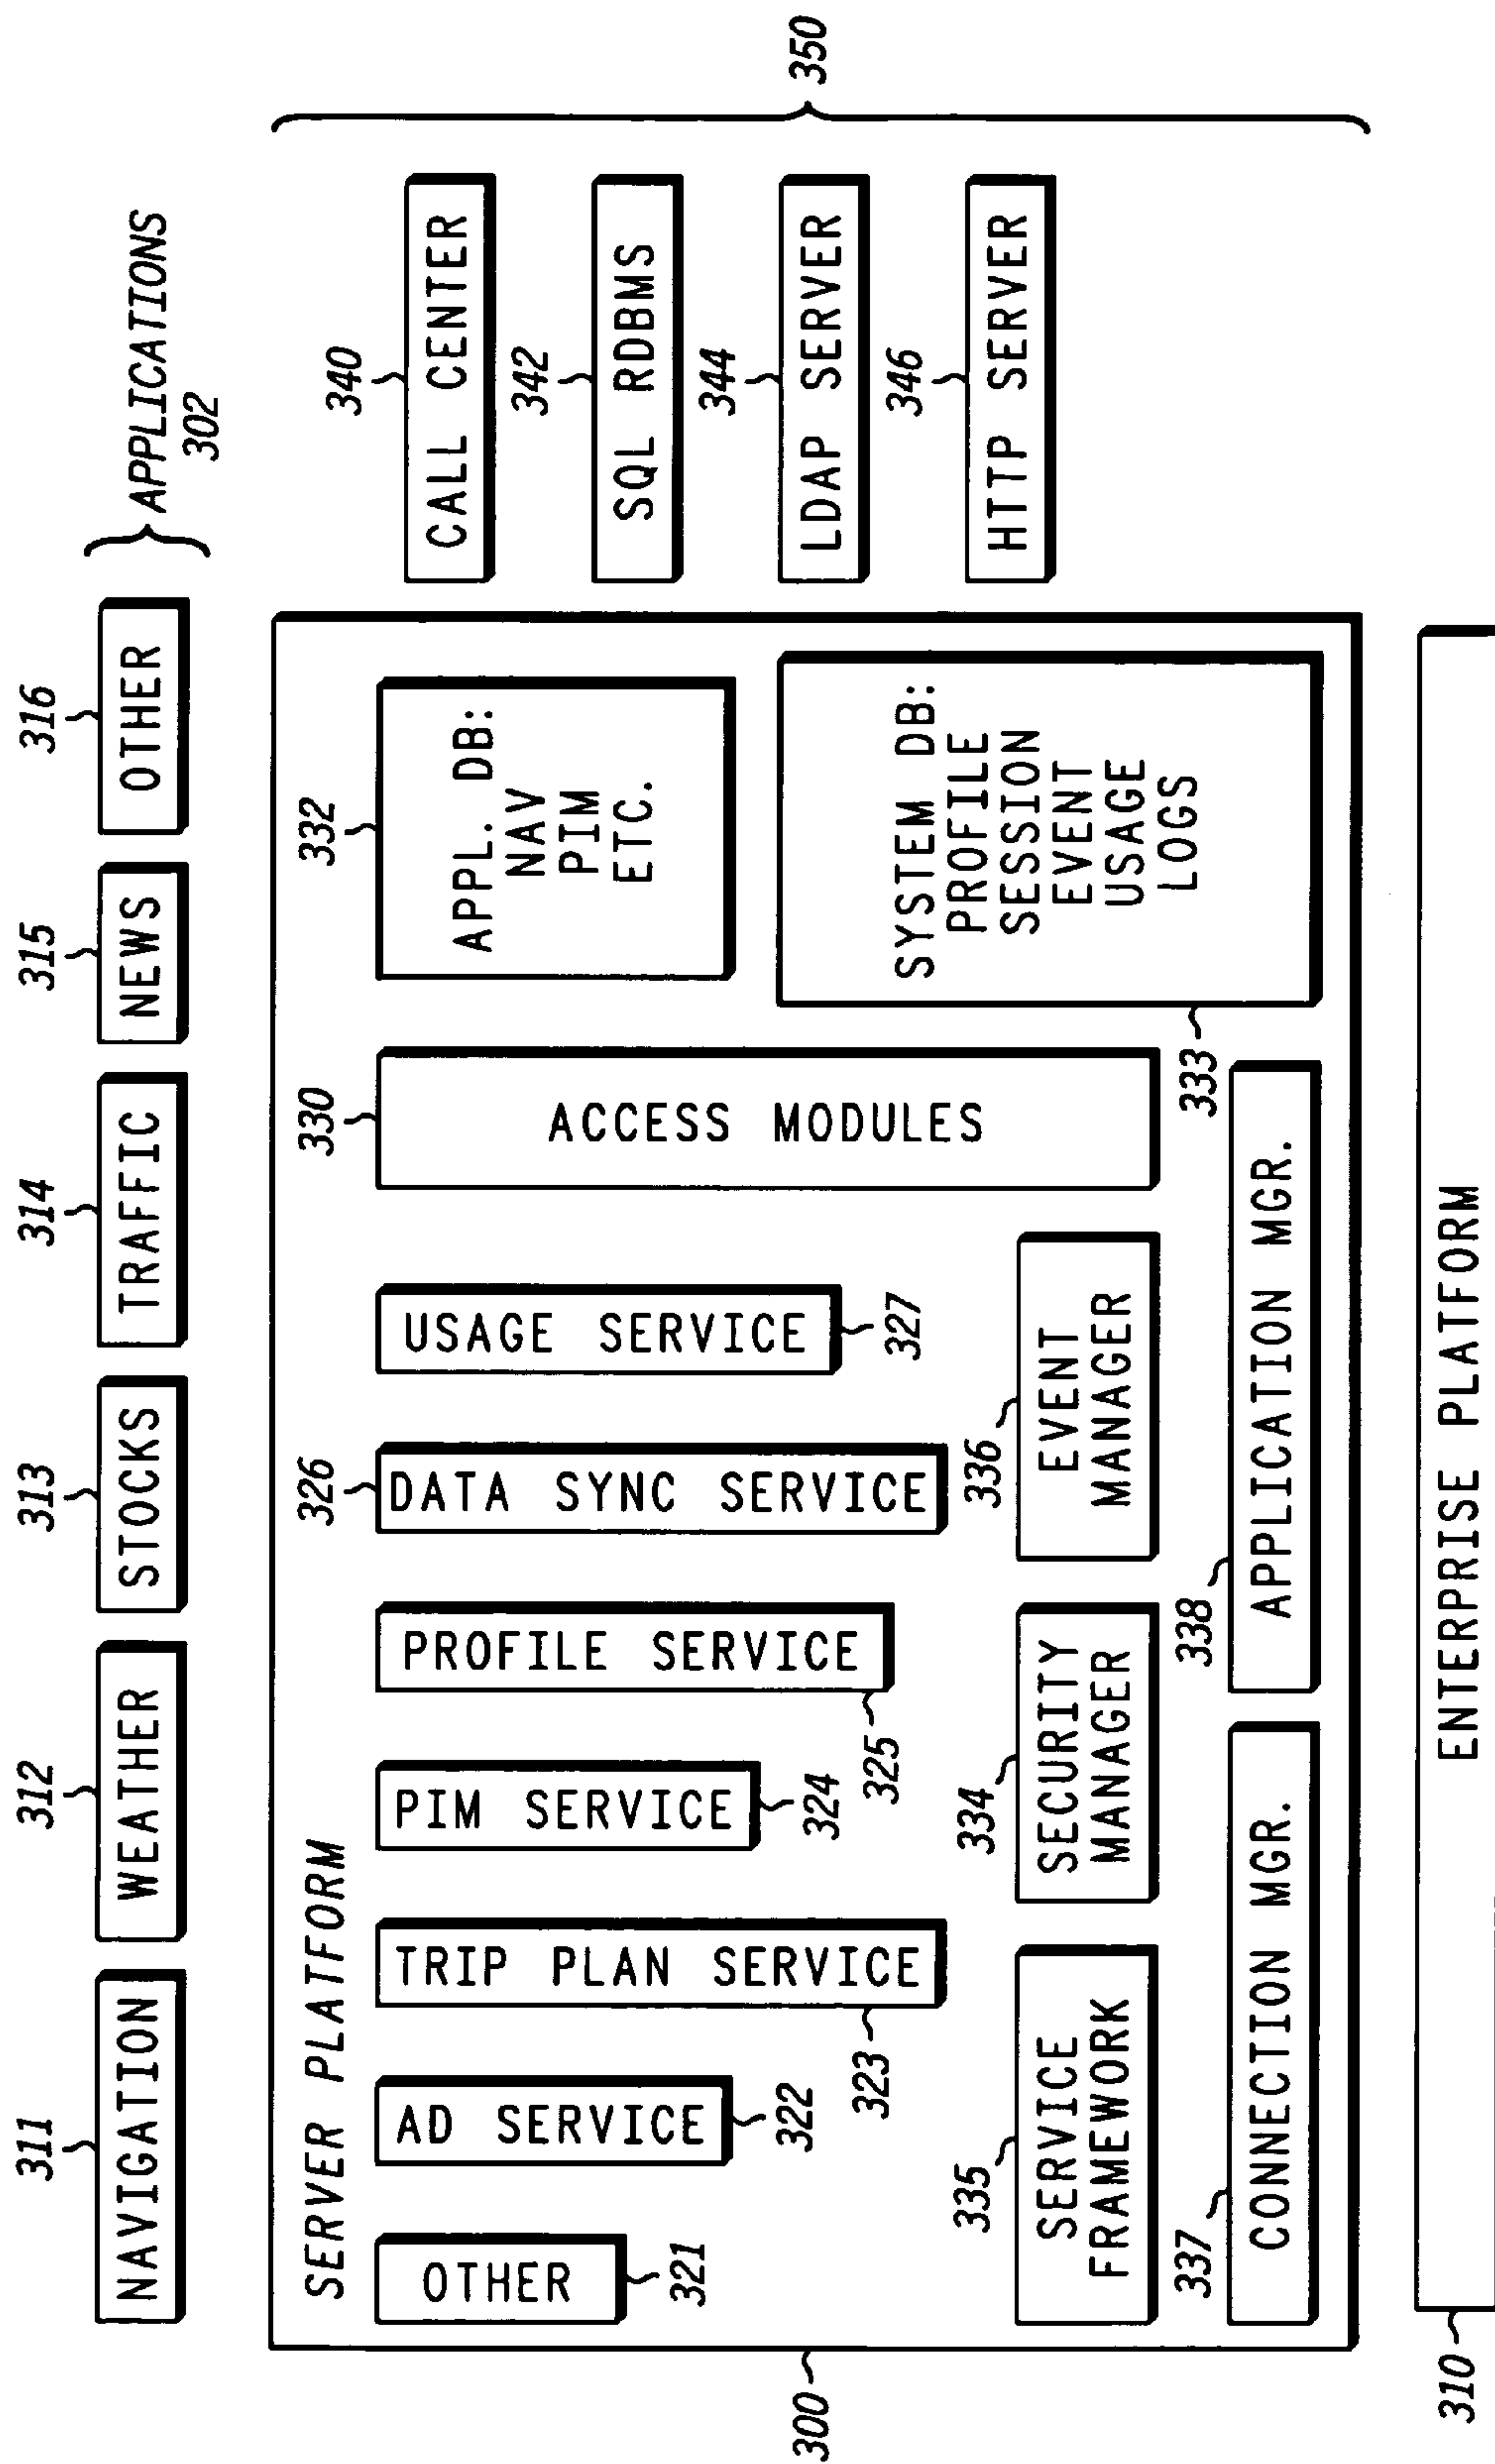 311
312
313
314
315
316
NAVIGATION
WEATHER
STOCKS
TRAFFIC
NEWS
OTHER
APPLICATIONS
302
SERVER PLATFORM
326
330
332
OTHER
AD SERVICE
TRIP PLAN SERVICE
PIM SERVICE
PROFILE SERVICE
DATA SYNC SERVICE
USAGE SERVICE
ACCESS MODULES
APPL. DB:
NAV
PIM
ETC.
321
322
323
324
325
327
SYSTEM DB:
PROFILE
SESSION
EVENT
USAGE
LOGS
333
335
334
336
SERVICE
FRAMEWORK
SECURITY
MANAGER
EVENT
MANAGER
337
338
CONNECTION MGR.
APPLICATION MGR.
300
340
CALL CENTER
342
SQL RDBMS
344
LDAP SERVER
346
HTTP SERVER
350
310
ENTERPRISE PLATFORM